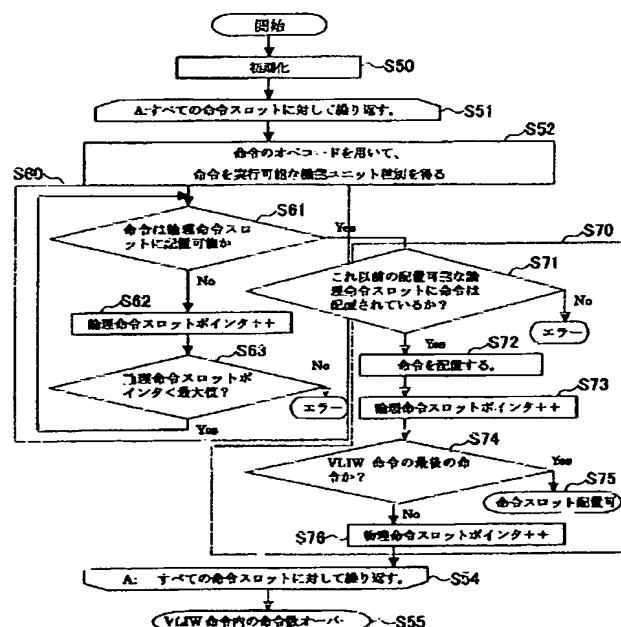 開始
初期化
S50
A:すべての命令スロットに対して繰り返す。
S51
S52
命令のオペコードを用いて、
命令を実行可能な演算ユニット種別を得る
S60
S61
命令は論理命令スロ
ットに配置可能か
Yes
No
S62
論理命令スロットポインタ++
S63
論理命令スロットポ
インタ<最大値?
No
エラー
Yes
S70
S71
これ以前の配置可能な論
理命令スロットに命令は
配置されているか?
No
エラー
Yes
S72
命令を配置する。
S73
論理命令スロットポインタ++
S74
VLIW 命令の最後の命
令か?
Yes
S75
命令スロット配置可
No
S76
物理命令スロットポインタ++
A: すべての命令スロットに対して繰り返す。
S54
VLIW 命令内の命令数オーバー
S55